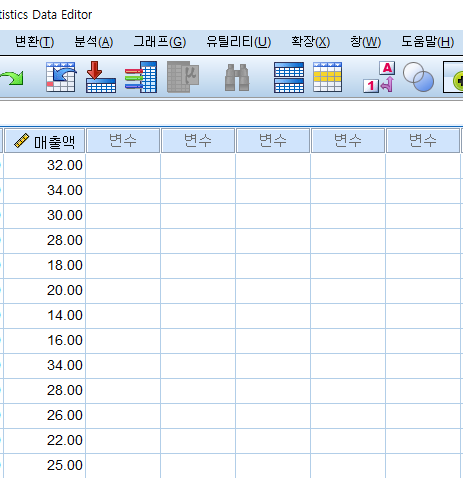 tistics Data Editor
변환(T) 분석(A) 그래프(G) 유틸리티(U) 확장(X) 창(W) 도움말(H)
A
1
μ
매출액 변수 변수 변수 변수 변수
32.00
34.00
30.00
28.00
18.00
20.00
14.00
16.00
34.00
28.00
26.00
22.00
25.00